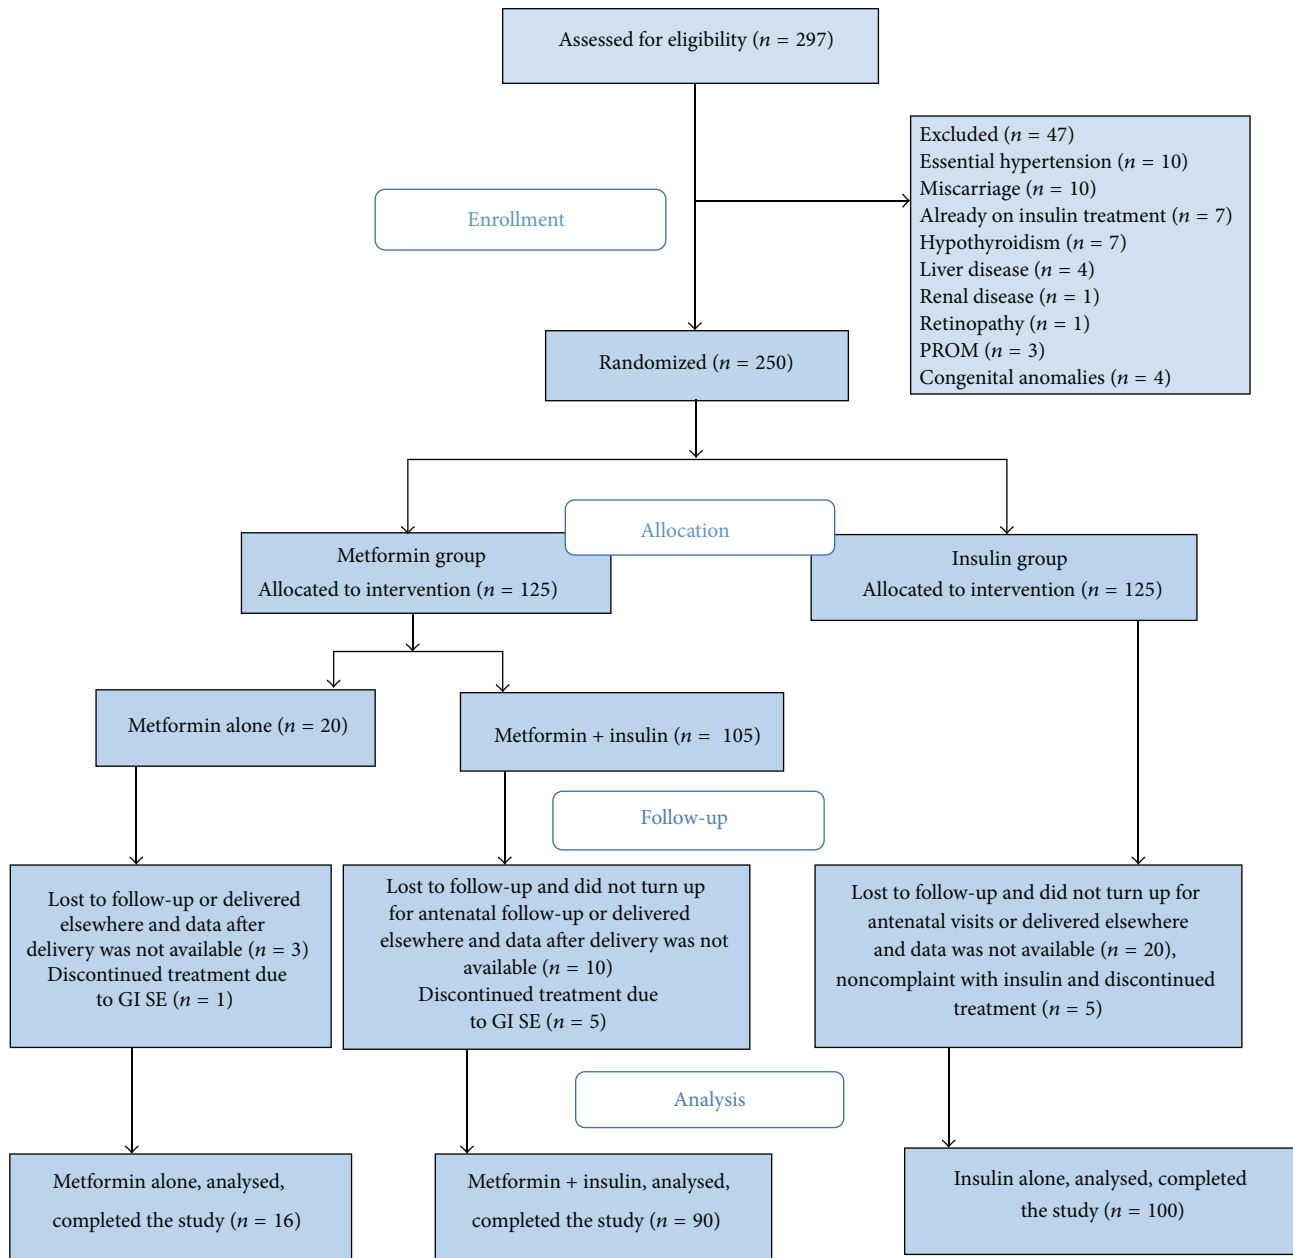 Assessed for eligibility (n = 297)
Excluded (n = 47)
Essential hypertension (n = 10)
Miscarriage (n = 10)
Already on insulin treatment (n = 7)
Hypothyroidism (n = 7)
Liver disease (n = 4)
Renal disease (n = 1)
Retinopathy (n = 1)
PROM (n = 3)
Congenital anomalies (n = 4)
Enrollment
Randomized (n = 250)
Allocation
Metformin group
Allocated to intervention (n = 125)
Insulin group
Allocated to intervention (n = 125)
Metformin alone (n = 20)
Metformin + insulin (n = 105)
Follow-up
Lost to follow-up or delivered
elsewhere and data after
delivery was not available (n = 3)
Discontinued treatment due
to GI SE (n = 1)
Lost to follow-up and did not turn up
for antenatal follow-up or delivered
elsewhere and data after delivery was not
available (n = 10)
Discontinued treatment due
to GI SE (n = 5)
Lost to follow-up and did not turn up for
antenatal visits or delivered elsewhere
and data was not available (n = 20),
noncomplaint with insulin and discontinued
treatment (n = 5)
Analysis
Metformin alone, analysed,
completed the study (n = 16)
Metformin + insulin, analysed,
completed the study (n = 90)
Insulin alone, analysed, completed
the study (n = 100)